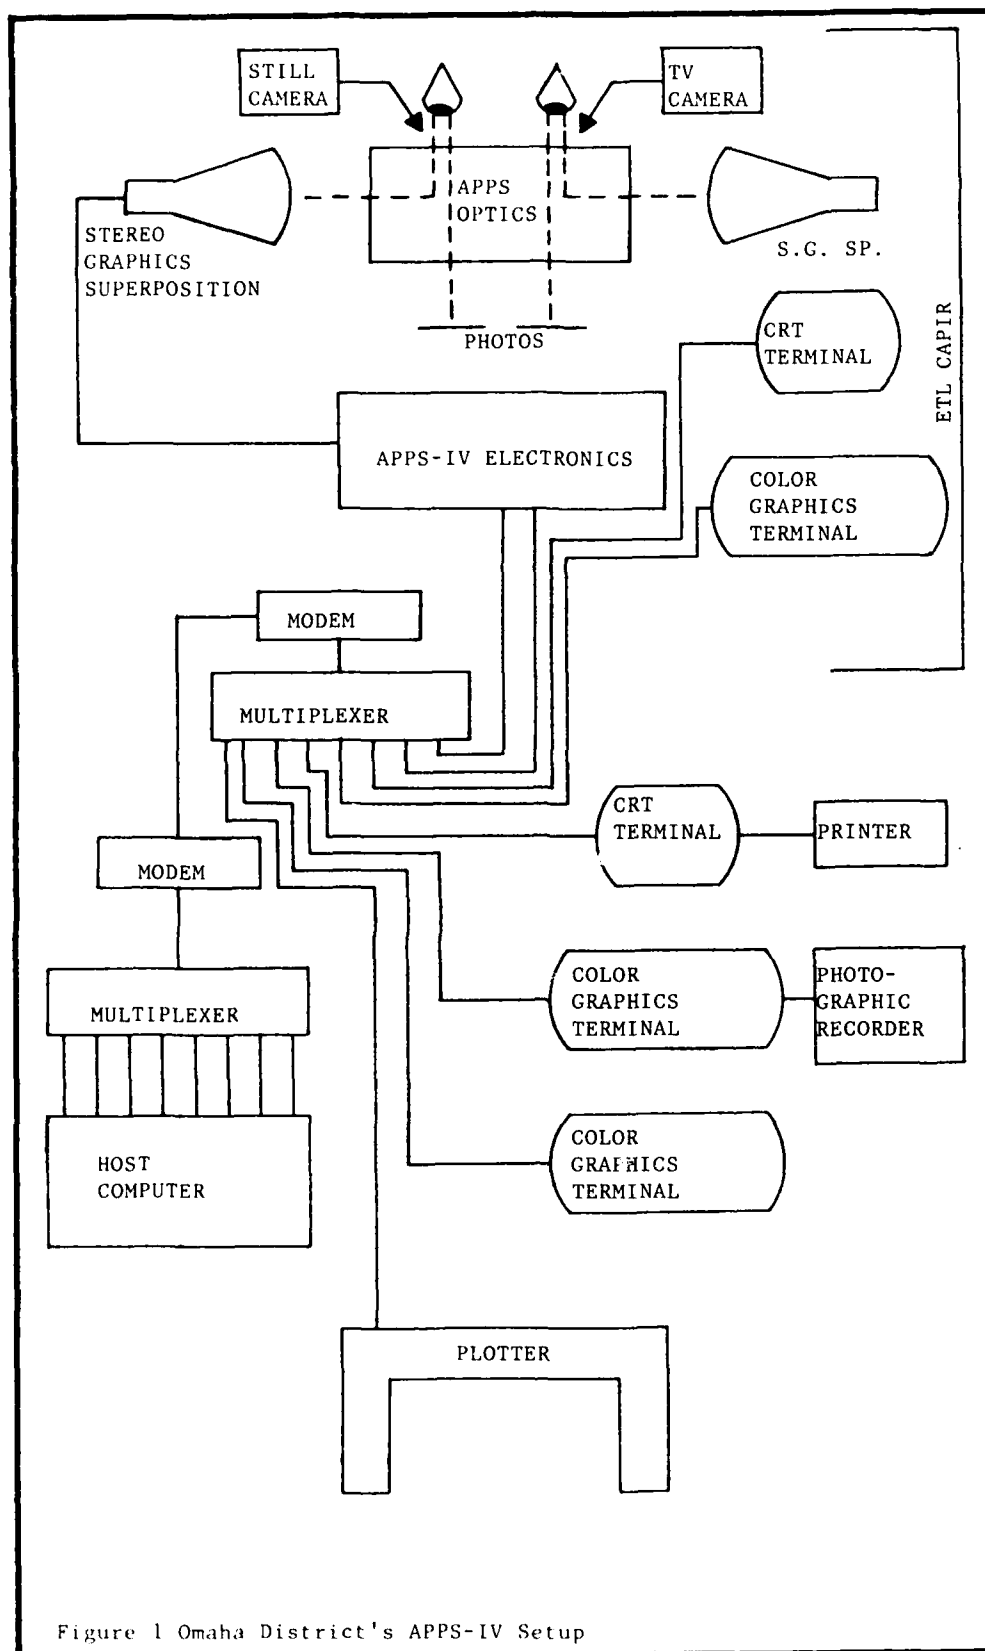 STILL
CAMERA
TV
CAMERA
APPS
OPTICS
STEREO
GRAPHICS
SUPERPOSITION
S.G. SP.
PHOTOS
CRT
TERMINAL
ETL CAPIR
APPS-IV ELECTRONICS
COLOR
GRAPHICS
TERMINAL
MODEM
MULTIPLEXER
CRT
TERMINAL
PRINTER
MODEM
COLOR
GRAPHICS
TERMINAL
PHOTO-
GRAPHIC
RECORDER
MULTIPLEXER
HOST
COMPUTER
COLOR
GRAPHICS
TERMINAL
PLOTTER
Figure 1 Omaha District's APPS-IV Setup